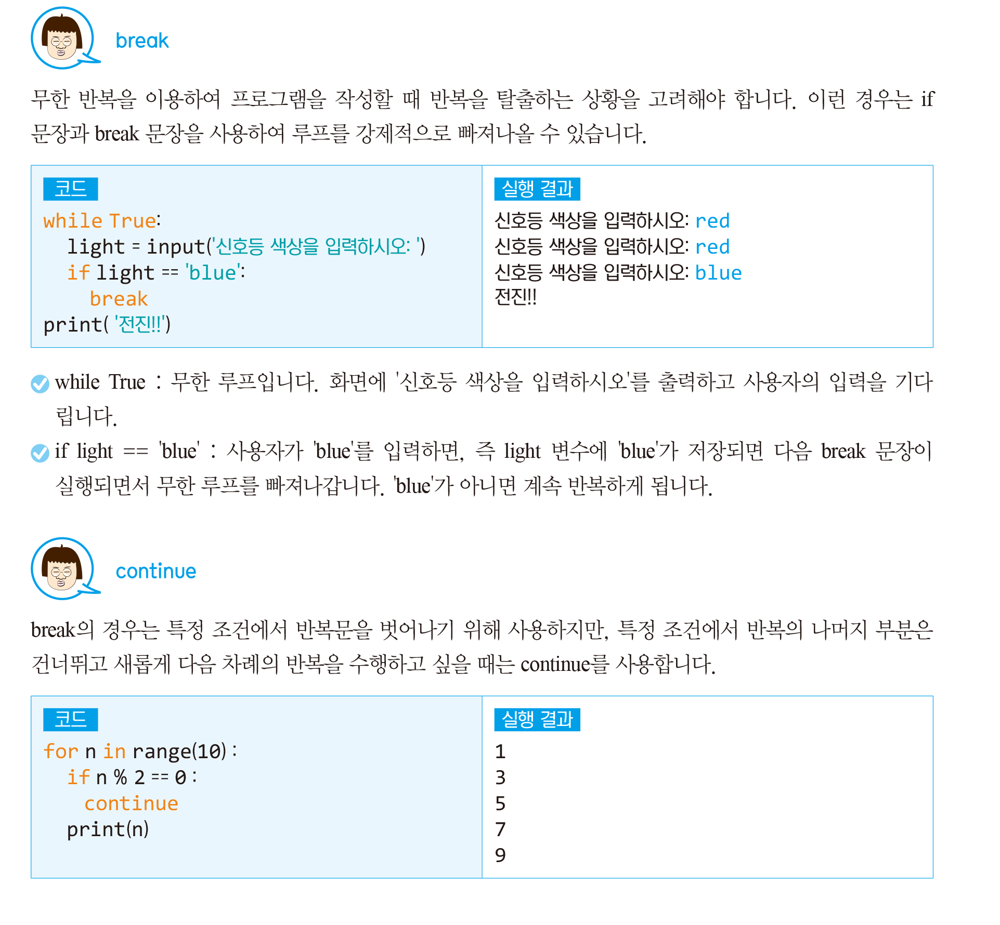 break
무한 반복을 이용하여 프로그램을 작성할 때 반복을 탈출하는 상황을 고려해야 합니다. 이런 경우는 if
문장과 break 문장을 사용하여 루프를 강제적으로 빠져나올 수 있습니다.
코드
while True:
    light = input('신호등 색상을 입력하시오: ')
    if light == 'blue':
        break
print( '전진!!')
실행 결과
신호등 색상을 입력하시오: red
신호등 색상을 입력하시오: red
신호등 색상을 입력하시오: blue
전진!!
while True : 무한 루프입니다. 화면에 '신호등 색상을 입력하시오'를 출력하고 사용자의 입력을 기다
립니다.
if light == 'blue' : 사용자가 'blue'를 입력하면, 즉 light 변수에 'blue'가 저장되면 다음 break 문장이
실행되면서 무한 루프를 빠져나갑니다. 'blue'가 아니면 계속 반복하게 됩니다.
continue
break의 경우는 특정 조건에서 반복문을 벗어나기 위해 사용하지만, 특정 조건에서 반복의 나머지 부분은
건너뛰고 새롭게 다음 차례의 반복을 수행하고 싶을 때는 continue를 사용합니다.
코드
for n in range(10) :
    if n % 2 == 0 :
        continue
    print(n)
실행 결과
1
3
5
7
9